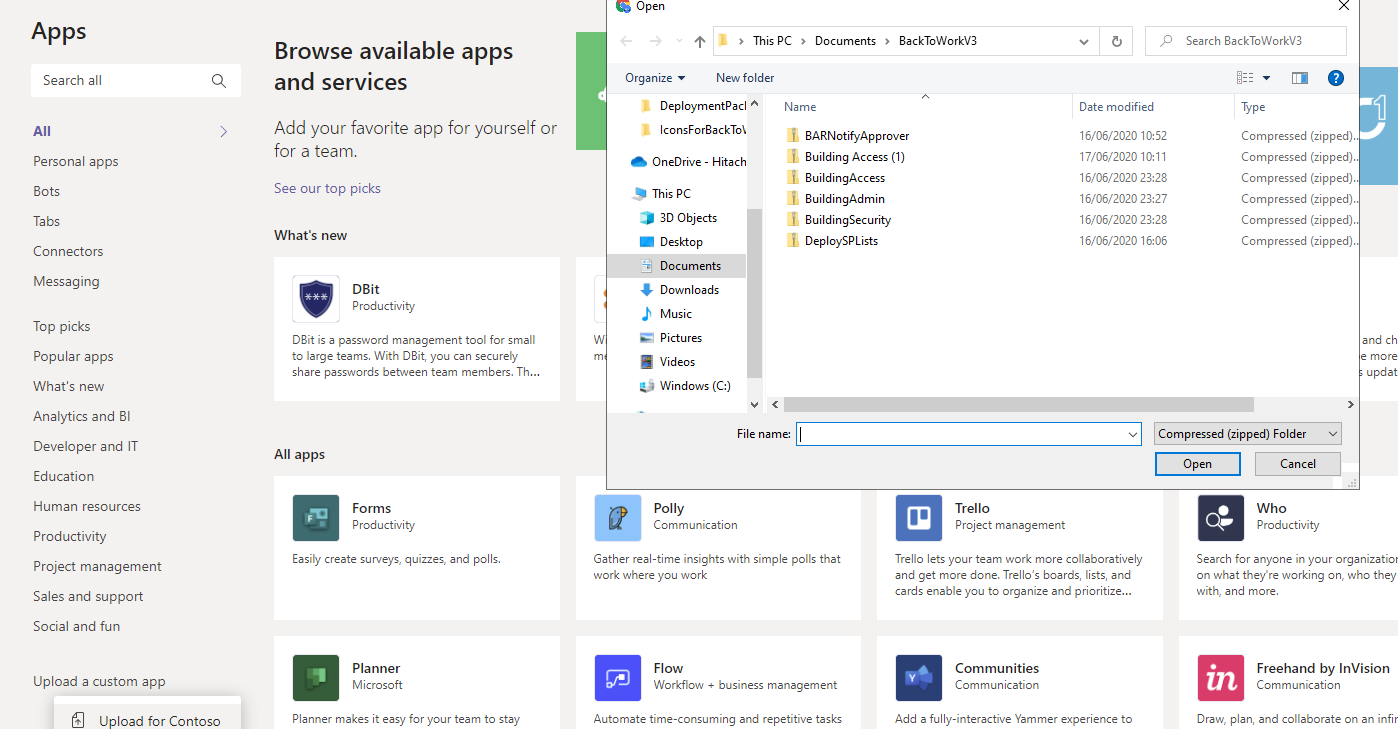 Apps
Search all
All
Personal apps
Bots
Tabs
Connectors
Messaging
Top picks
Popular apps
What's new
Analytics and BI
Developer and IT
Education
Human resources
Productivity
Project management
Sales and support
Social and fun
Upload a custom app
Upload for Contoso
Browse available apps
and services
Add your favorite app for yourself or
for a team.
See our top picks
What's new
DBit
Productivity
DBit is a password management tool for small
to large teams. With DBit, you can securely
share passwords between team members. Th...
and ch
Open
This PC > Documents > BackToWorkV3
Search BackToWorkV3
Organize
New folder
DeploymentPack
IconsForBackToW
OneDrive - Hitach
This PC
3D Objects
Desktop
Documents
Downloads
Music
Pictures
Videos
Windows (C:)
Name Date modified Type
BARNotifyApprover 16/06/2020 10:52 Compressed (zipped)...
Building Access (1) 17/06/2020 10:11 Compressed (zipped)...
BuildingAccess 16/06/2020 23:28 Compressed (zipped)...
BuildingAdmin 16/06/2020 23:27 Compressed (zipped)...
BuildingSecurity 16/06/2020 23:28 Compressed (zipped)...
DeploySPLists 16/06/2020 16:06 Compressed (zipped)...
File name:
Compressed (zipped) Folder
Open
Cancel
All apps
Forms
Productivity
Easily create surveys, quizzes, and polls.
Polly
Communication
Gather real-time insights with simple polls that
work where you work
Trello
Project management
Trello lets your team work more collaboratively
and get more done. Trello's boards, lists, and
cards enable you to organize and prioritize...
Who
Productivity
Search for anyone in your organization
on what they're working on, who they
with, and more.
Planner
Microsoft
Planner makes it easy for your team to stay
Flow
Workflow + business management
Automate time-consuming and repetitive tasks
Communities
Communication
Add a fully-interactive Yammer experience to
Freehand by InVision
Communication
Draw, plan, and collaborate on an infin